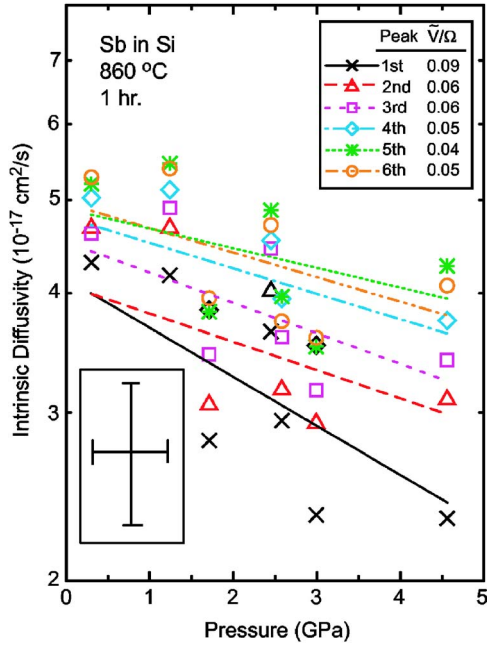 7
6
5
4
3
2
Intrinsic Diffusivity (10⁻¹⁷ cm²/s)
Sb in Si
860 ºC
1 hr.
Peak Ṽ/Ω
1st 0.09
2nd 0.06
3rd 0.06
4th 0.05
5th 0.04
6th 0.05
0 1 2 3 4 5
Pressure (GPa)